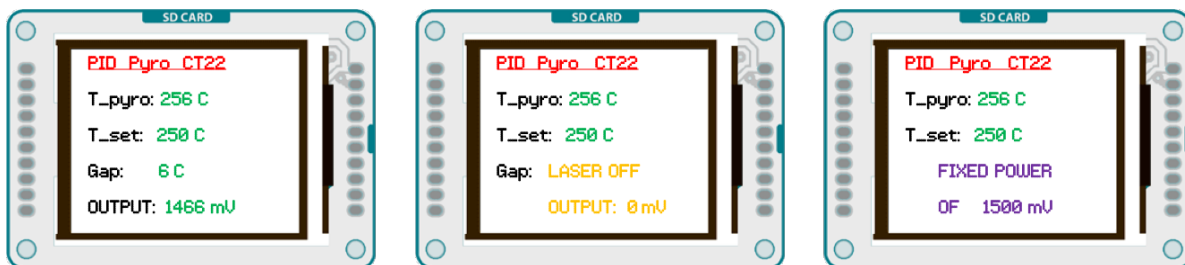 SD CARD
PID Pyro CT22
T_pyro: 256 C
T_set: 250 C
Gap: 6 C
OUTPUT: 1466 mV
SD CARD
PID Pyro CT22
T_pyro: 256 C
T_set: 250 C
Gap: LASER OFF
OUTPUT: 0 mV
SD CARD
PID Pyro CT22
T_pyro: 256 C
T_set: 250 C
FIXED POWER
OF 1500 mV